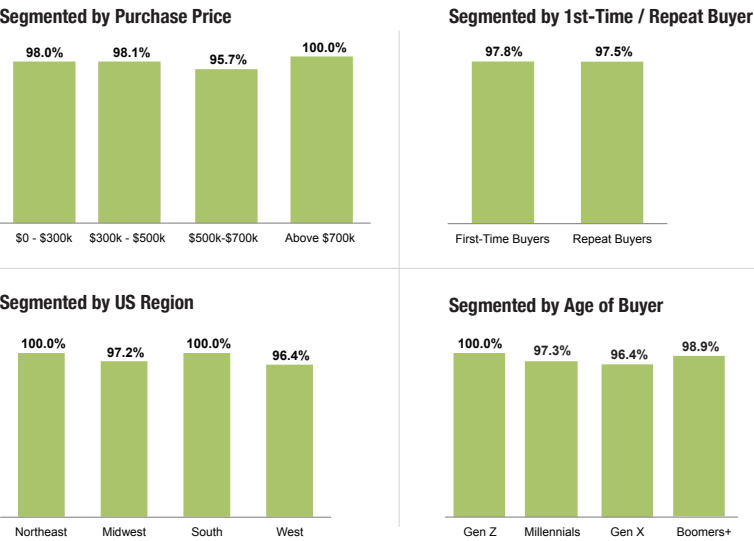 Segmented by Purchase Price
98.0% 98.1% 95.7% 100.0%
$0 - $300k $300k - $500k $500k-$700k Above $700k
Segmented by 1st-Time / Repeat Buyer
97.8% 97.5%
First-Time Buyers Repeat Buyers
Segmented by US Region
100.0% 97.2% 100.0% 96.4%
Northeast Midwest South West
Segmented by Age of Buyer
100.0% 97.3% 96.4% 98.9%
Gen Z Millennials Gen X Boomers+